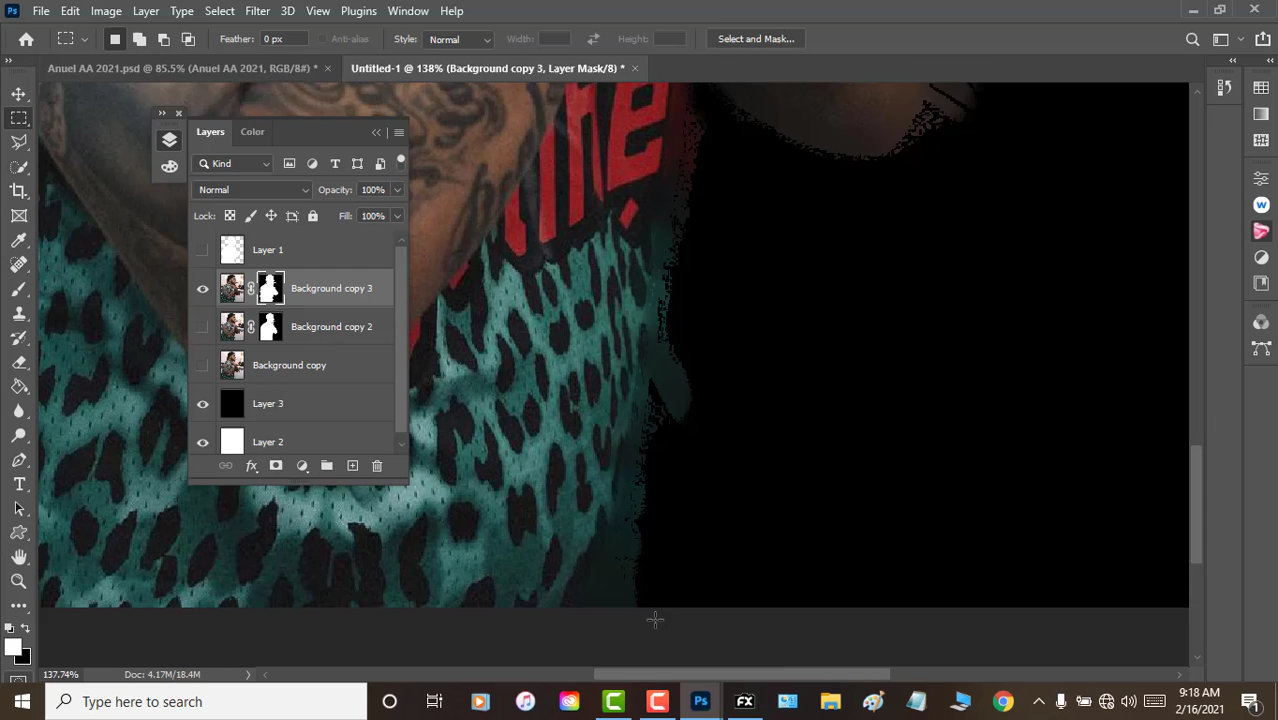 Ps File Edit Image Layer Type Select Filter 3D View Plugins Window Help
Feather: 0 px Anti-alias Style: Normal Width: Height: Select and Mask...
Anuel AA 2021.psd @ 85.5% (Anuel AA 2021, RGB/8#) * × Untitled-1 @ 138% (Background copy 3, Layer Mask/8) * ×
Layers Color
Kind
Normal Opacity: 100%
Lock: Fill: 100%
Layer 1
Background copy 3
Background copy 2
Background copy
Layer 3
Layer 2
fx
137.74% Doc: 4.17M/18.4M
Type here to search
Ps
FX
9:18 AM
2/16/2021